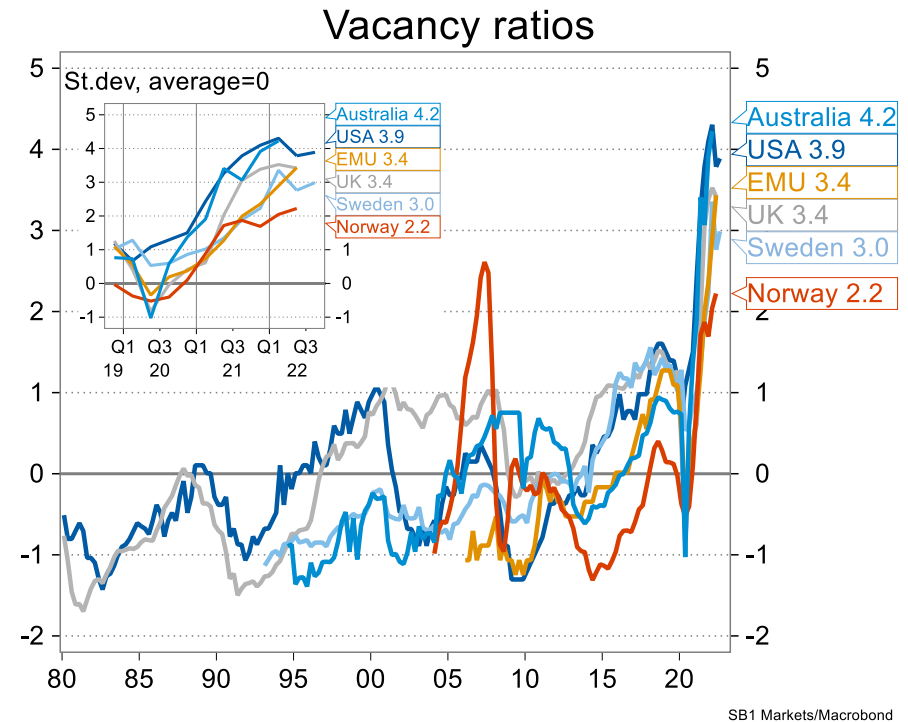 Vacancy ratios
St.dev, average=0
5
4
3
2
1
0
-1
-2
5
4
3
2
1
0
-1
-2
80 85 90 95 00 05 10 15 20
5
4
3
2
1
0
-1
1
0
-1
Q1 Q3 Q1 Q3 Q1 Q3
19 20 21 22
Australia 4.2
USA 3.9
EMU 3.4
UK 3.4
Sweden 3.0
Norway 2.2
Australia 4.2
USA 3.9
EMU 3.4
UK 3.4
Sweden 3.0
Norway 2.2
SB1 Markets/Macrobond